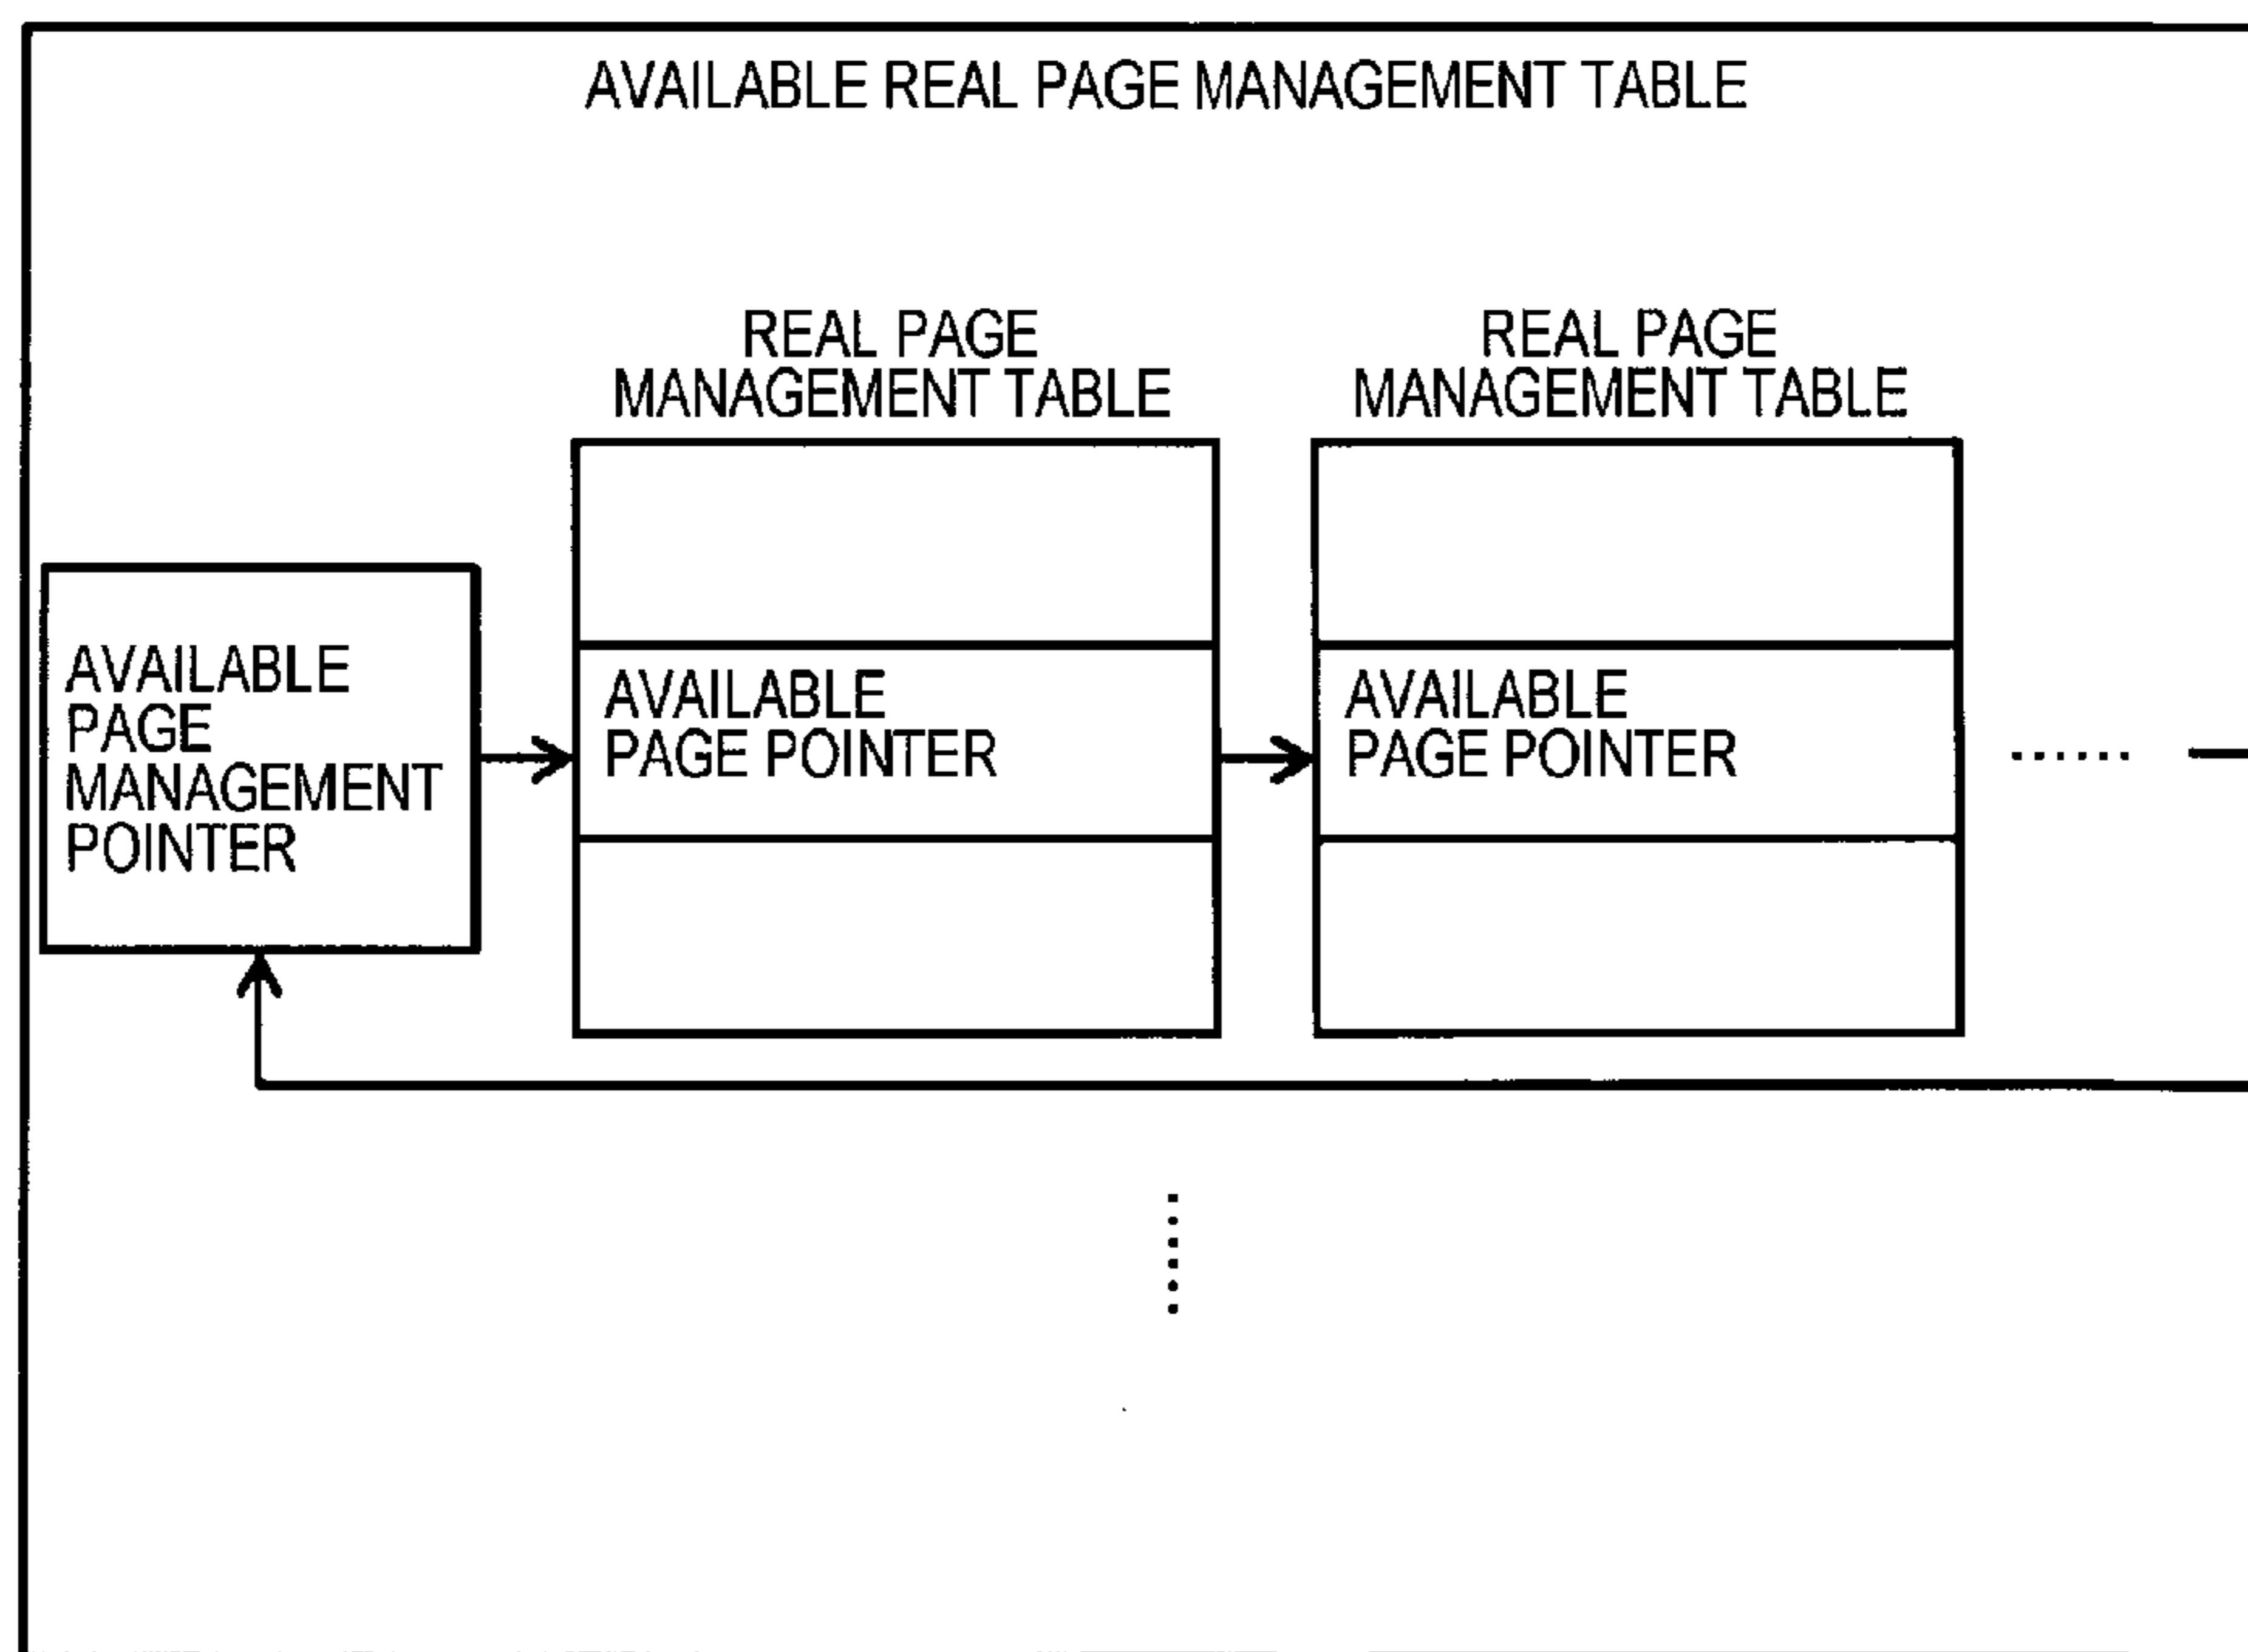 AVAILABLE REAL PAGE MANAGEMENT TABLE
REAL PAGE
MANAGEMENT TABLE
REAL PAGE
MANAGEMENT TABLE
AVAILABLE
PAGE
MANAGEMENT
POINTER
AVAILABLE
PAGE POINTER
AVAILABLE
PAGE POINTER